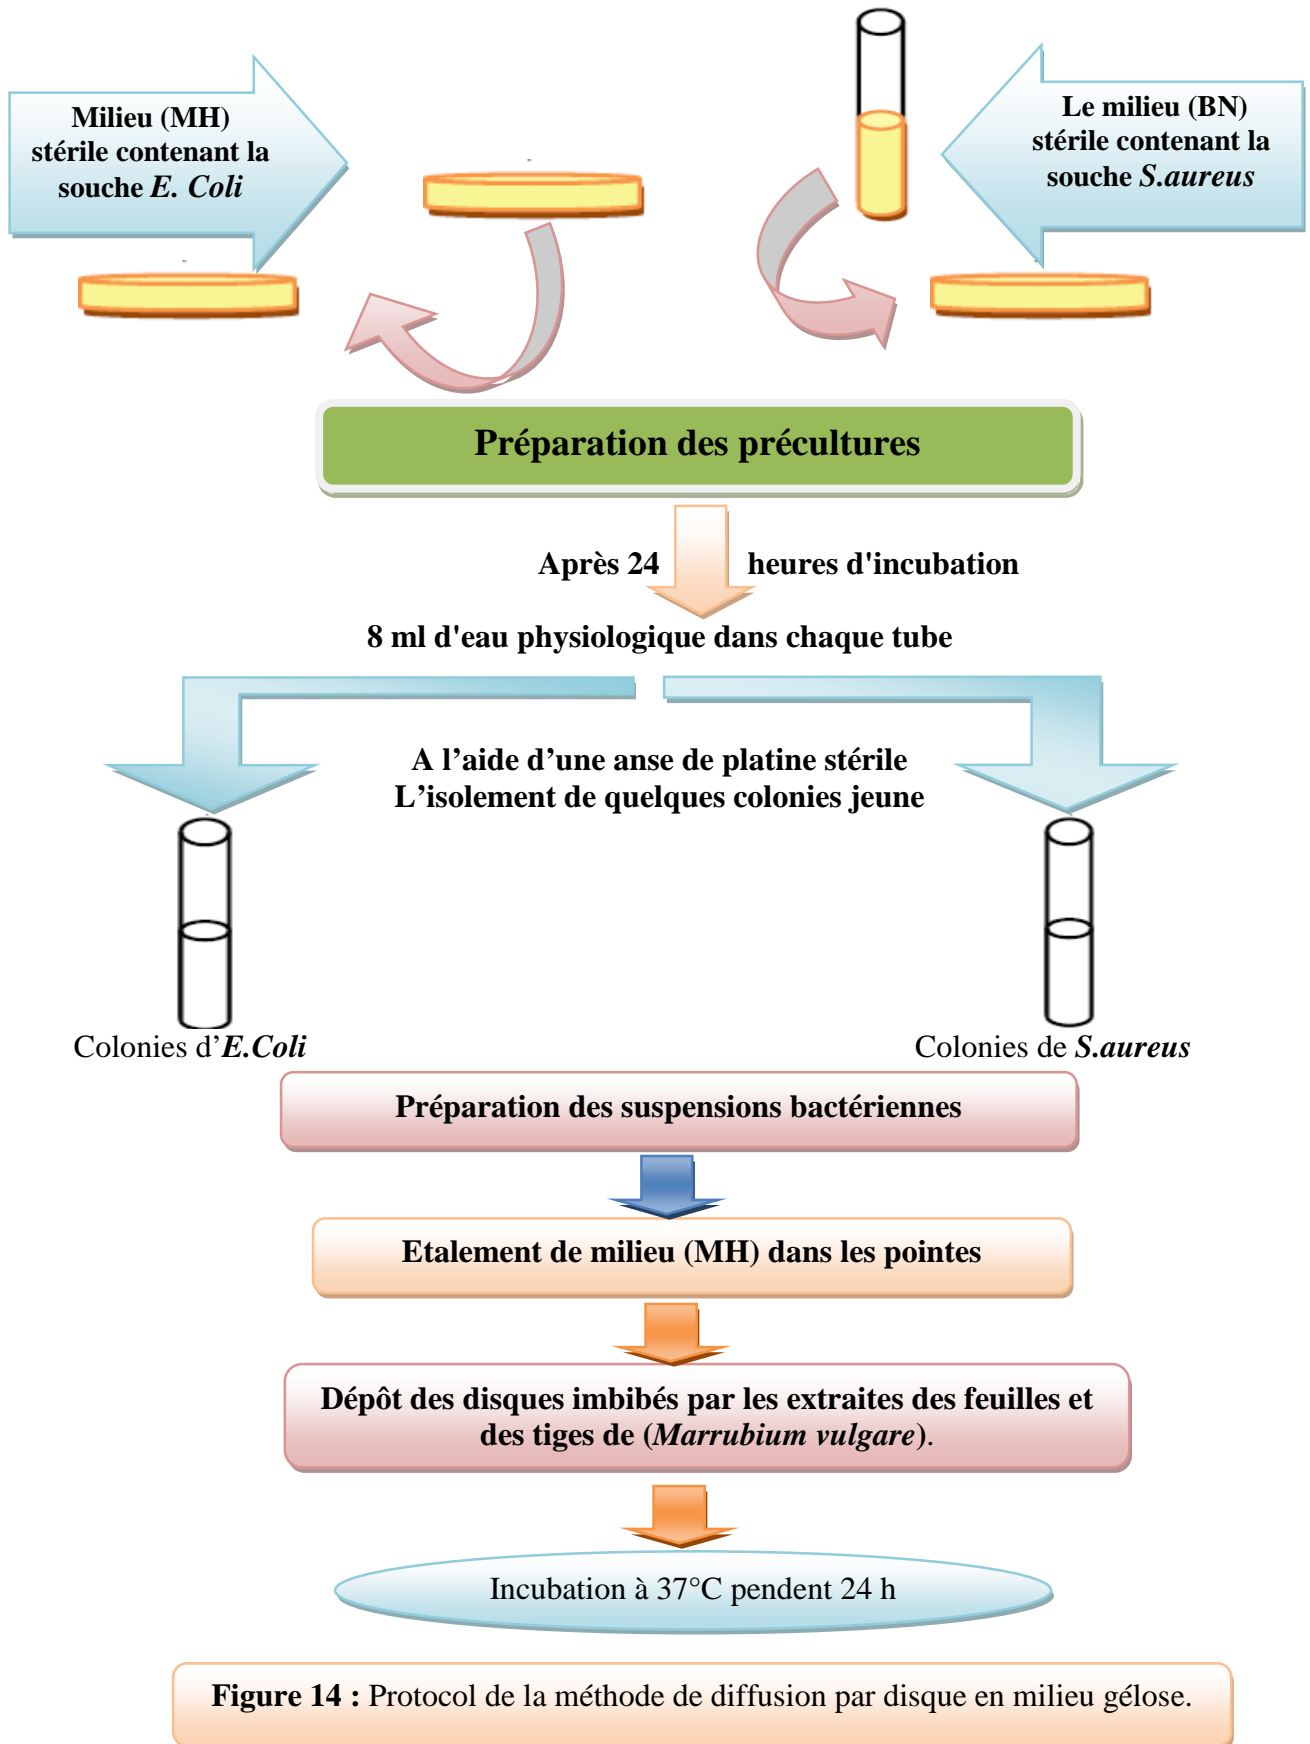 Milieu (MH)
stérile contenant la
souche E. Coli
Le milieu (BN)
stérile contenant la
souche S.aureus
Préparation des précultures
Après 24 heures d'incubation
8 ml d'eau physiologique dans chaque tube
A l’aide d’une anse de platine stérile
L’isolement de quelques colonies jeune
Colonies d’E.Coli
Colonies de S.aureus
Préparation des suspensions bactériennes
Etalement de milieu (MH) dans les pointes
Dépôt des disques imbibés par les extraites des feuilles et
des tiges de (Marrubium vulgare).
Incubation à 37°C pendent 24 h
Figure 14 : Protocol de la méthode de diffusion par disque en milieu gélose.